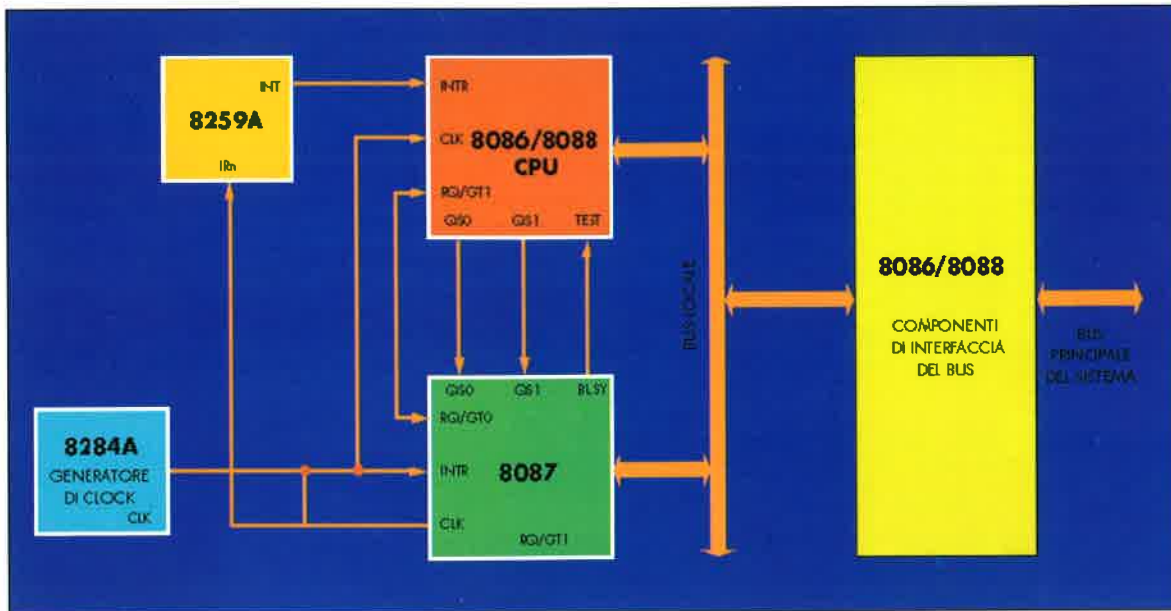 INT
8259A
IRn
INTR
CLK
8086/8088
CPU
RQ/GT1
QS0 QS1 TEST
BUS LOCALE
8086/8088
COMPONENTI
DI INTERFACCIA
DEL BUS
BUS
PRINCIPALE
DEL SISTEMA
QS0 QS1 BUSY
RQ/GT0
INTR
8087
CLK
RQ/GT1
8284A
GENERATORE
DI CLOCK
CLK